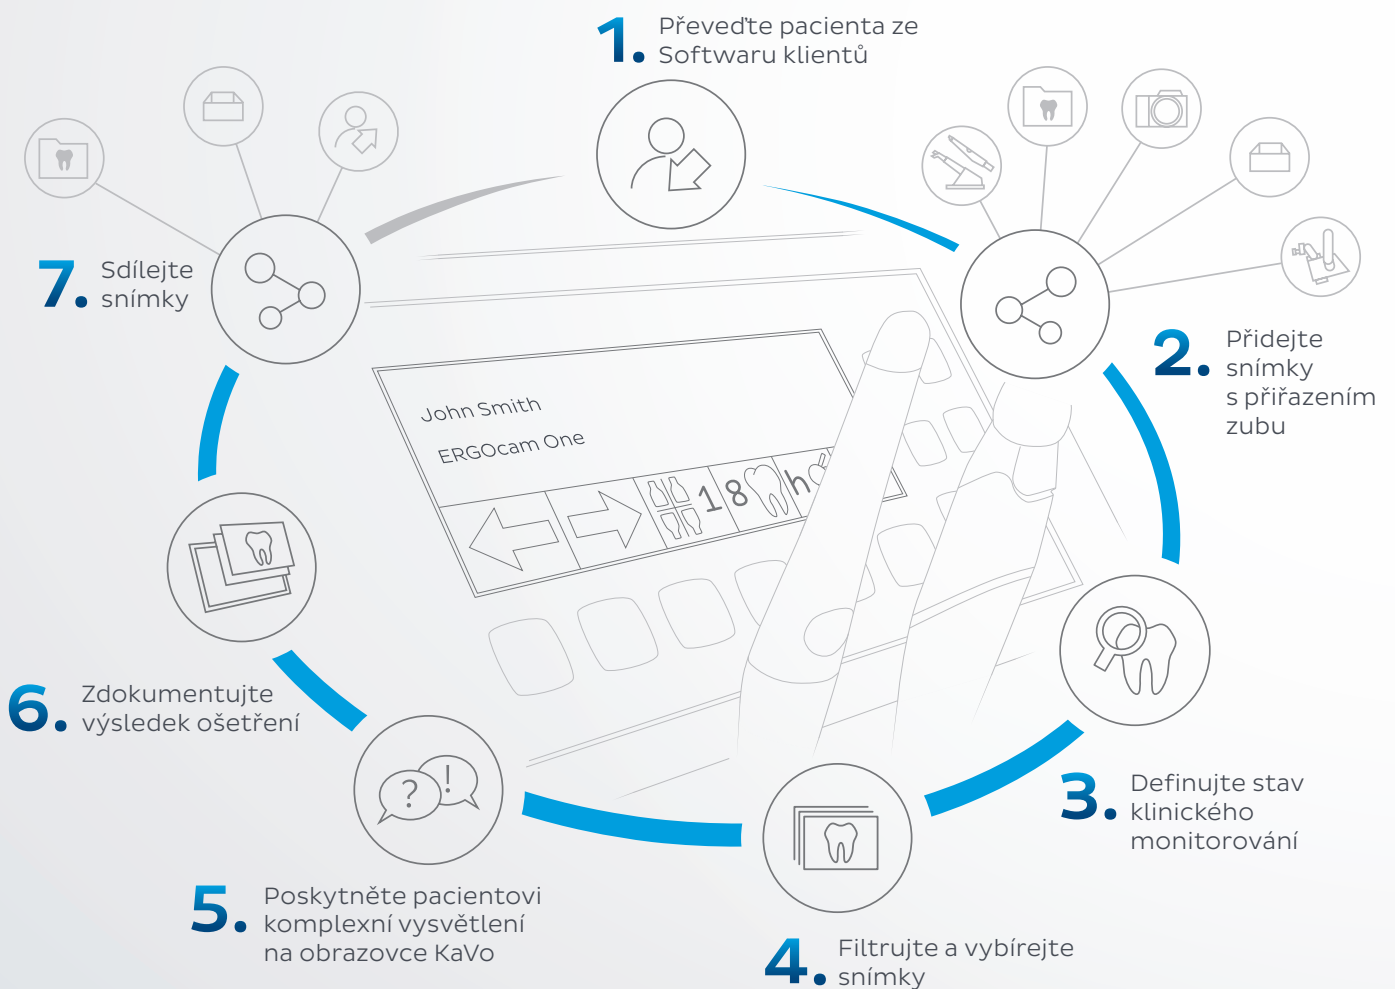 1. Převeďte pacienta ze
Softwaru klientů
2. Přidejte
snímky
s přiřazením
zubu
3. Definujte stav
klinického
monitorování
4. Filtrujte a vybírejte
snímky
5. Poskytněte pacientovi
komplexní vysvětlení
na obrazovce KaVo
6. Zdokumentujte
výsledek ošetření
7. Sdílejte
snímky
John Smith
ERGOcam One
18 h
? !